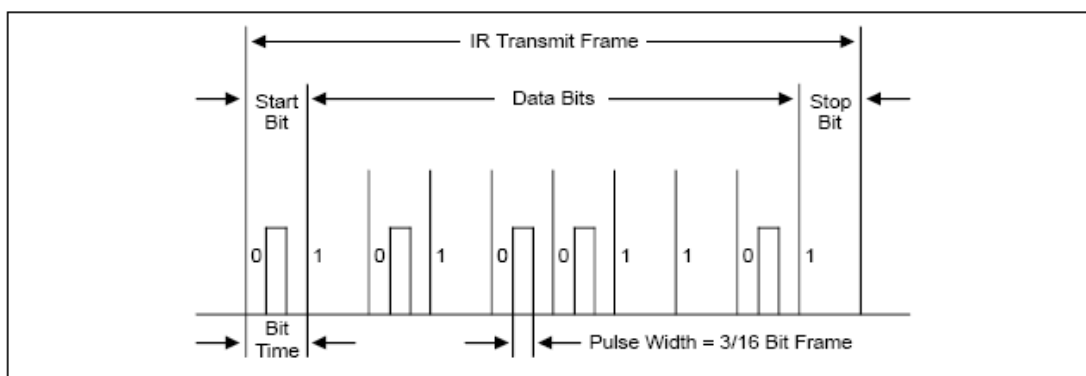 IR Transmit Frame
Start Bit
Data Bits
Stop Bit
0 1 0 1 0 0 1 1 0 1
Bit Time
Pulse Width = 3/16 Bit Frame